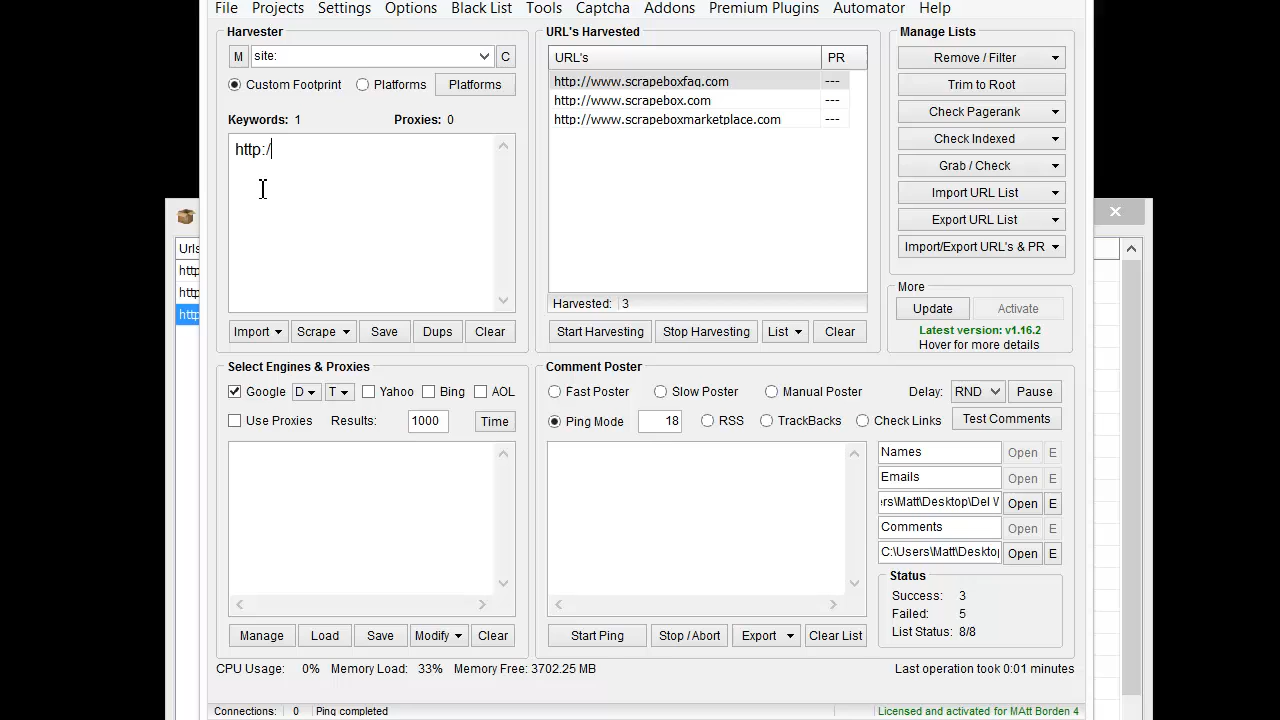 File Projects Settings Options Black List Tools Captcha Addons Premium Plugins Automator Help
Harvester
M site: C
Custom Footprint Platforms Platforms
Keywords: 1 Proxies: 0
http:/
Import Scrape Save Dups Clear
URL's Harvested
URL's PR
http://www.scrapeboxfaq.com ---
http://www.scrapebox.com ---
http://www.scrapeboxmarketplace.com ---
Harvested: 3
Start Harvesting Stop Harvesting List Clear
Manage Lists
Remove / Filter
Trim to Root
Check Pagerank
Check Indexed
Grab / Check
Import URL List
Export URL List
Import/Export URL's & PR
More
Update Activate
Latest version: v1.16.2
Hover for more details
Urls
http
http
http
Select Engines & Proxies
Google D T Yahoo Bing AOL
Use Proxies Results: 1000 Time
Manage Load Save Modify Clear
Comment Poster
Fast Poster Slow Poster Manual Poster Delay: RND Pause
Ping Mode 18 RSS TrackBacks Check Links Test Comments
Names Open E
Emails Open E
rs\Matt\Desktop\Del W Open E
Comments Open E
C:\Users\Matt\Desktop Open E
Status
Success: 3
Failed: 5
List Status: 8/8
Start Ping Stop / Abort Export Clear List
CPU Usage: 0% Memory Load: 33% Memory Free: 3702.25 MB Last operation took 0:01 minutes
Connections: 0 Ping completed Licensed and activated for MAtt Borden 4